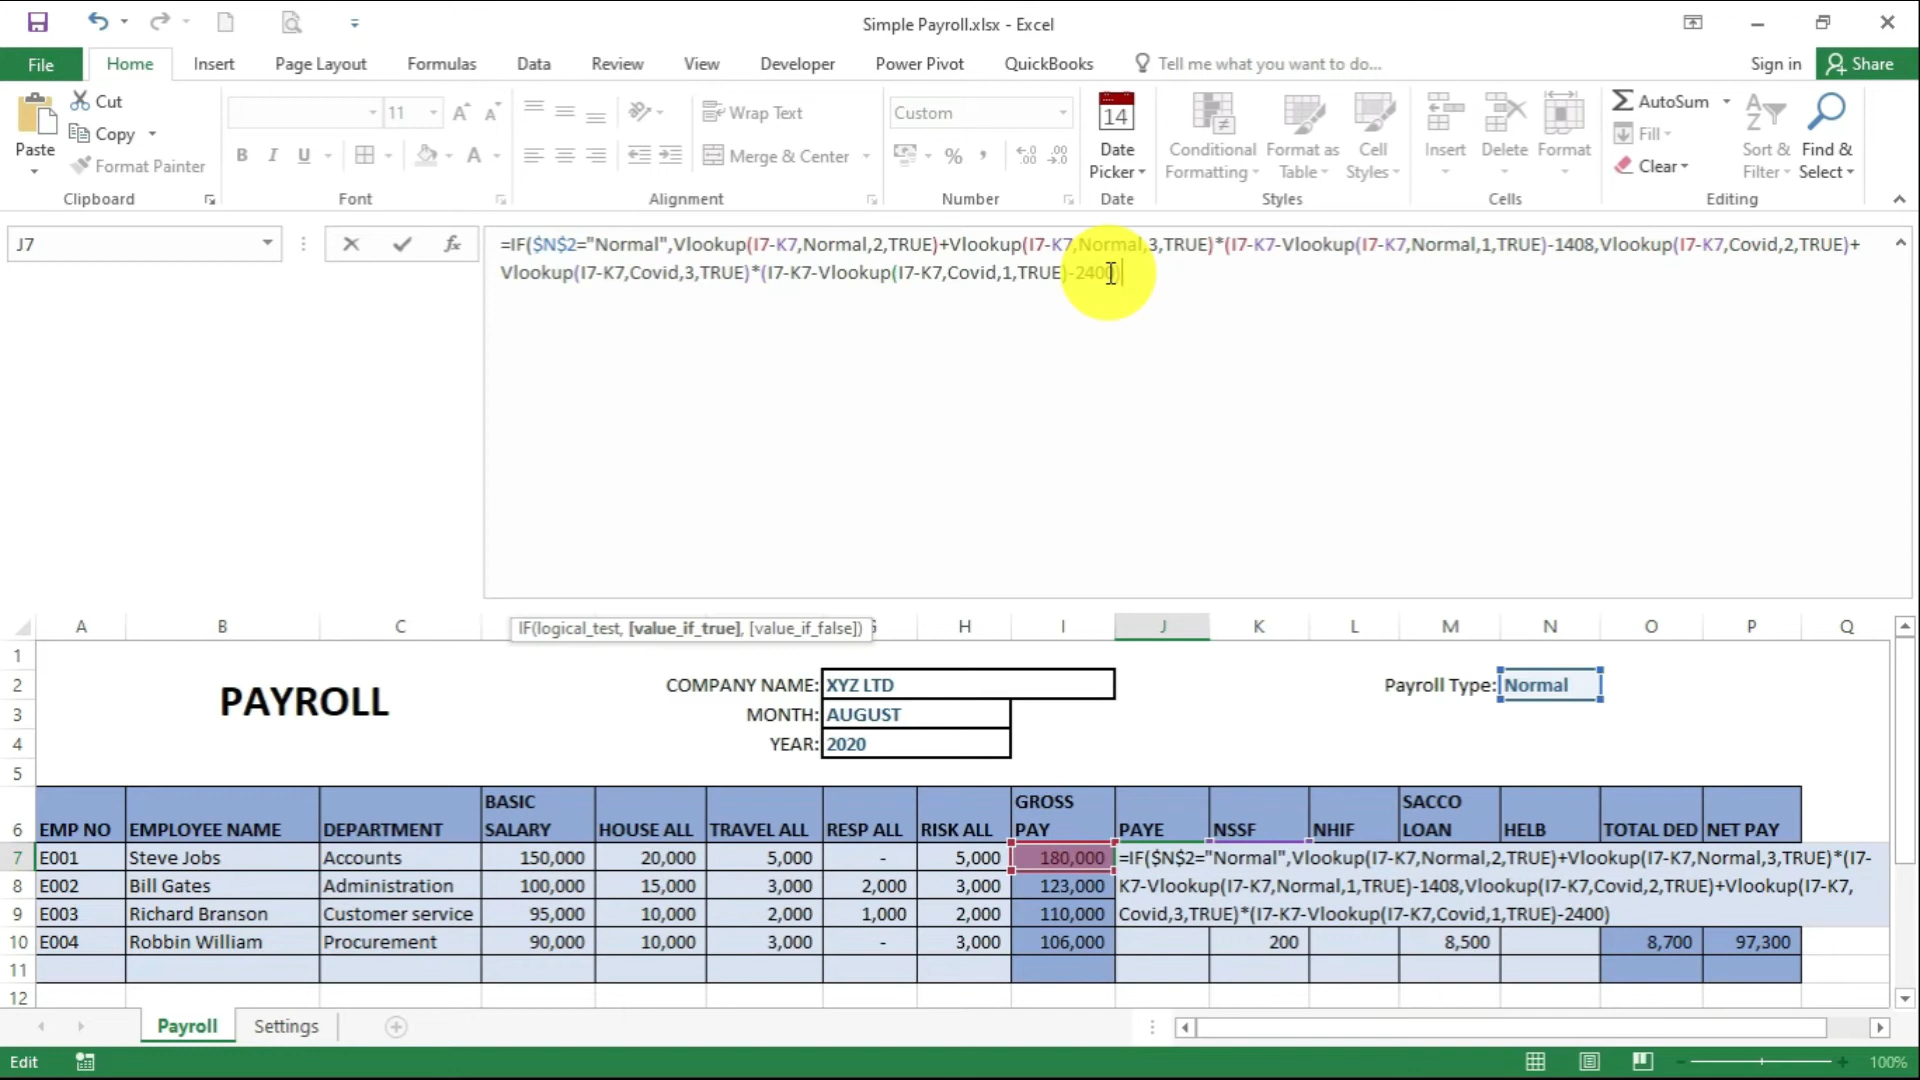 Simple Payroll.xlsx - Excel
File Home Insert Page Layout Formulas Data Review View Developer Power Pivot QuickBooks Tell me what you want to do... Sign in Share
Cut
Copy
Format Painter
Paste
Clipboard
11
B I U
Font
Wrap Text
Merge & Center
Alignment
Custom
Number
14
Date
Picker
Date
Conditional
Formatting
Format as
Table
Cell
Styles
Styles
Insert Delete Format
Cells
AutoSum
Fill
Clear
Sort &
Filter
Find &
Select
Editing
J7
fx
=IF($N$2="Normal",Vlookup(I7-K7,Normal,2,TRUE)+Vlookup(I7-K7,Normal,3,TRUE)*(I7-K7-Vlookup(I7-K7,Normal,1,TRUE)-1408,Vlookup(I7-K7,Covid,2,TRUE)+
Vlookup(I7-K7,Covid,3,TRUE)*(I7-K7-Vlookup(I7-K7,Covid,1,TRUE)-2400)
A B C H I J K L M N O P Q
IF(logical_test, [value_if_true], [value_if_false])
1
2 PAYROLL COMPANY NAME: XYZ LTD Payroll Type: Normal
3 MONTH: AUGUST
4 YEAR: 2020
5
6 EMP NO EMPLOYEE NAME DEPARTMENT BASIC SALARY HOUSE ALL TRAVEL ALL RESP ALL RISK ALL GROSS PAY PAYE NSSF NHIF SACCO LOAN HELB TOTAL DED NET PAY
7 E001 Steve Jobs Accounts 150,000 20,000 5,000 - 5,000 180,000 =IF($N$2="Normal",Vlookup(I7-K7,Normal,2,TRUE)+Vlookup(I7-K7,Normal,3,TRUE)*(I7-
8 E002 Bill Gates Administration 100,000 15,000 3,000 2,000 3,000 123,000 K7-Vlookup(I7-K7,Normal,1,TRUE)-1408,Vlookup(I7-K7,Covid,2,TRUE)+Vlookup(I7-K7,
9 E003 Richard Branson Customer service 95,000 10,000 2,000 1,000 2,000 110,000 Covid,3,TRUE)*(I7-K7-Vlookup(I7-K7,Covid,1,TRUE)-2400)
10 E004 Robbin William Procurement 90,000 10,000 3,000 - 3,000 106,000 200 8,500 8,700 97,300
11
12
Payroll Settings
Edit 100%